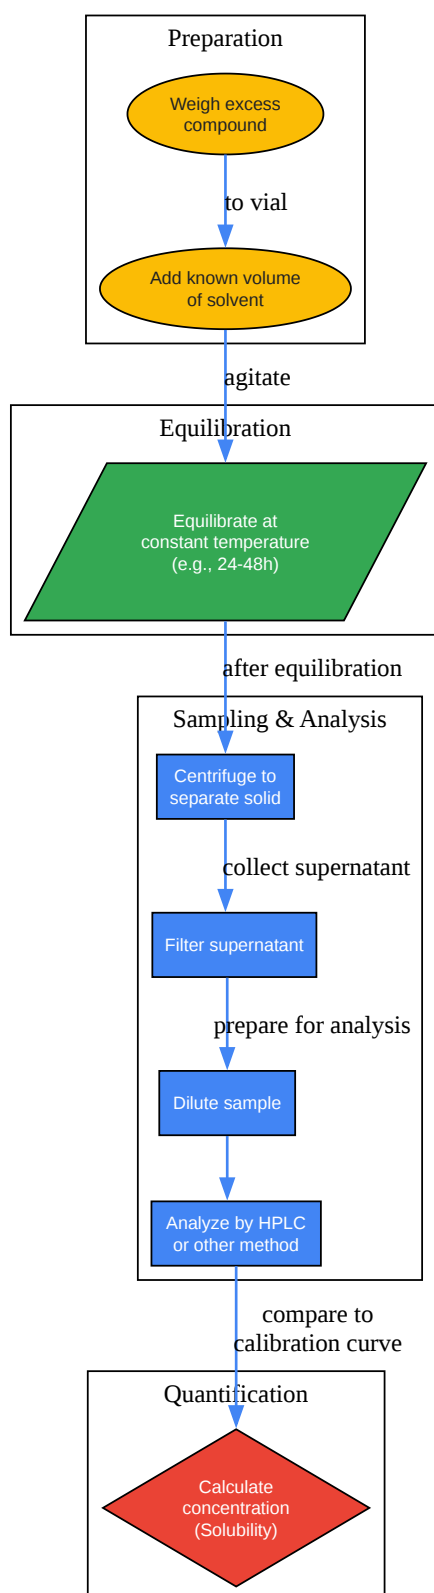 Preparation
Weigh excess
compound
to vial
Add known volume
of solvent
agitate
Equilibration
Equilibrate at
constant temperature
(e.g., 24-48h)
after equilibration
Sampling & Analysis
Centrifuge to
separate solid
collect supernatant
Filter supernatant
prepare for analysis
Dilute sample
Analyze by HPLC
or other method
compare to
calibration curve
Quantification
Calculate
concentration
(Solubility)